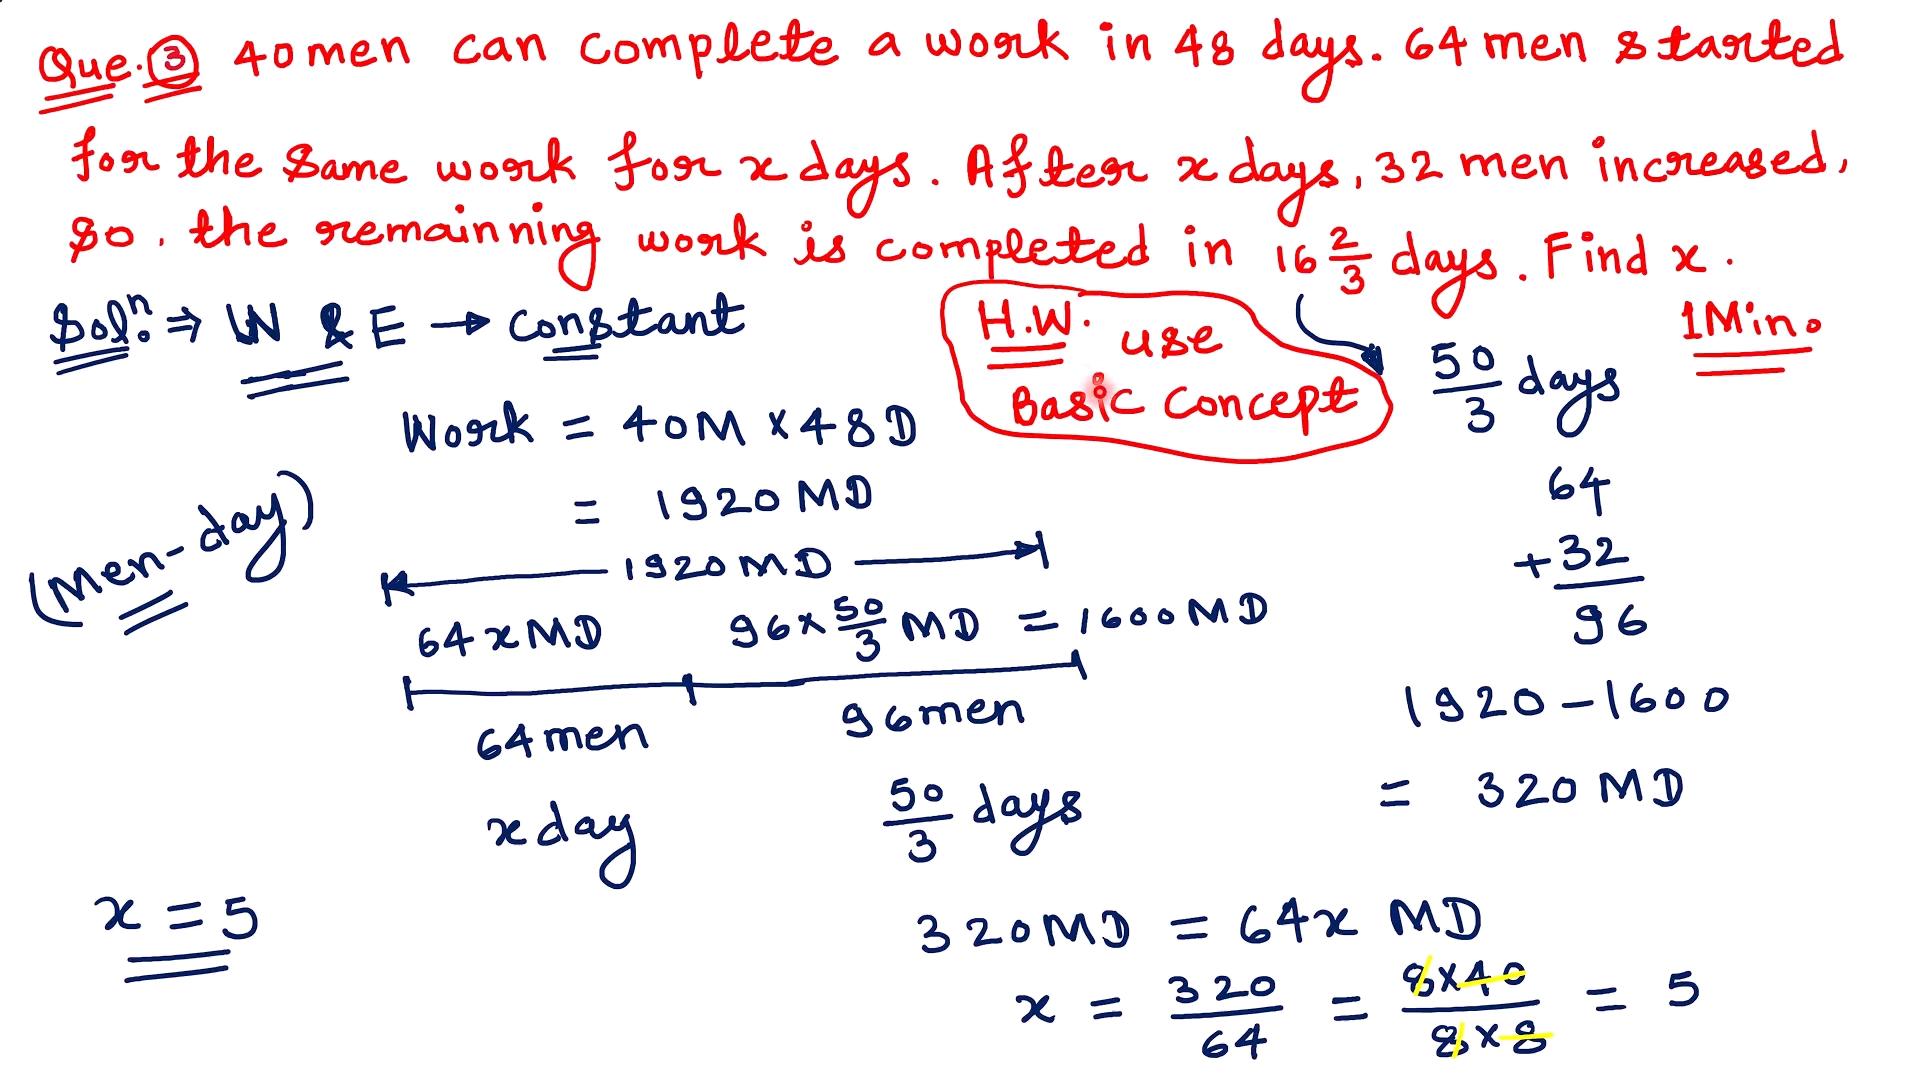 Que. 3 40 men can complete a work in 48 days. 64 men started
for the same work for x days. After x days, 32 men increased,
so, the remainning work is completed in 16 2/3 days. Find x.
Solⁿ. ⇒ W & E → constant
H.W. use
Basic Concept
50/3 days
1 Min.
Work = 40M × 48D
= 1920 MD
(Men-day)
1920 MD
64x MD 96 × 50/3 MD = 1600 MD
64 men 96 men
x day 50/3 days
64
+32
96
1920 – 1600
= 320 MD
320 MD = 64x MD
x = 320/64 = 8×40/8×8 = 5
x = 5